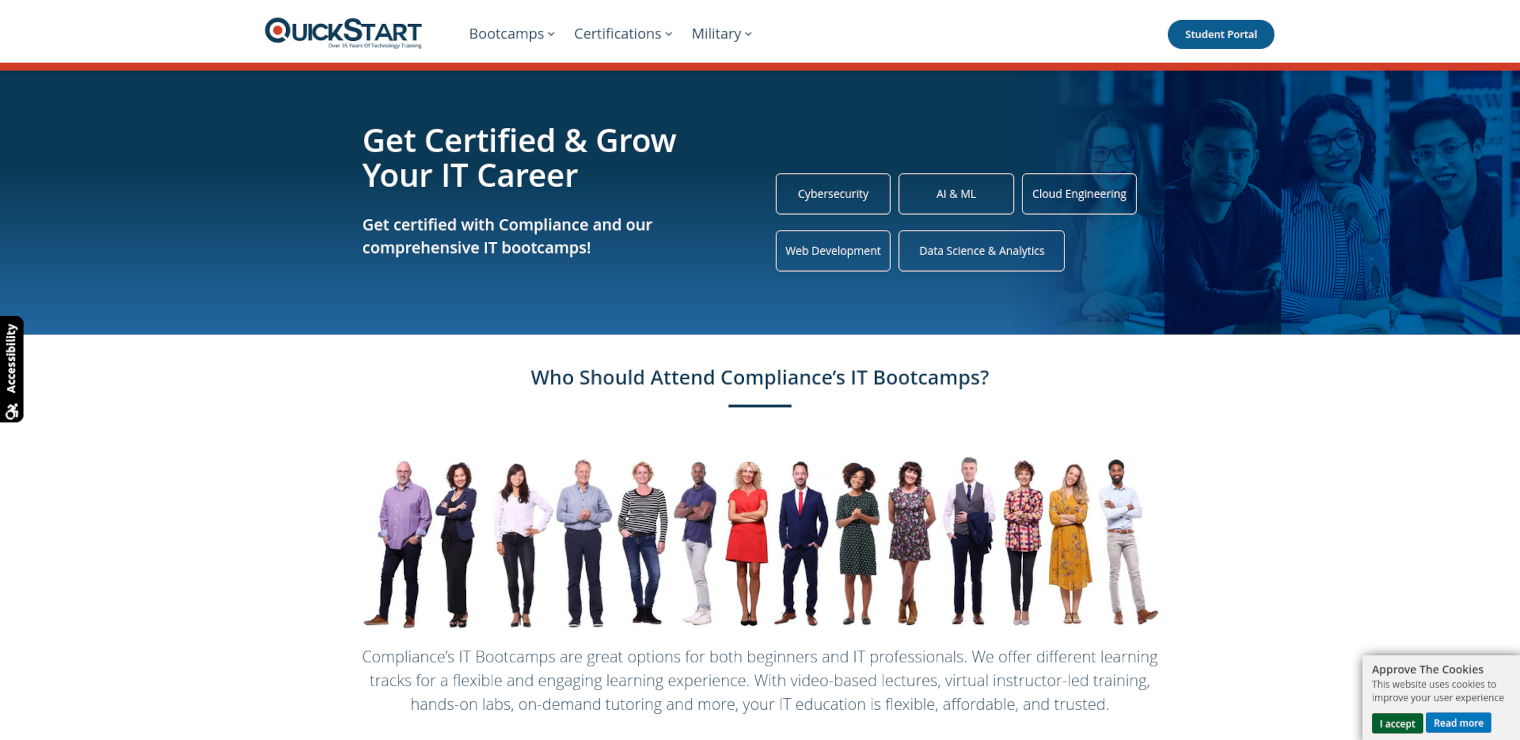 QUICKSTART
Over 35 Years Of Technology Training
Bootcamps
Certifications
Military
Student Portal
Get Certified & Grow
Your IT Career
Get certified with Compliance and our
comprehensive IT bootcamps!
Cybersecurity
AI & ML
Cloud Engineering
Web Development
Data Science & Analytics
Accessibility
Who Should Attend Compliance’s IT Bootcamps?
Compliance’s IT Bootcamps are great options for both beginners and IT professionals. We offer different learning
tracks for a flexible and engaging learning experience. With video-based lectures, virtual instructor-led training,
hands-on labs, on-demand tutoring and more, your IT education is flexible, affordable, and trusted.
Approve The Cookies
This website uses cookies to
improve your user experience
I accept
Read more